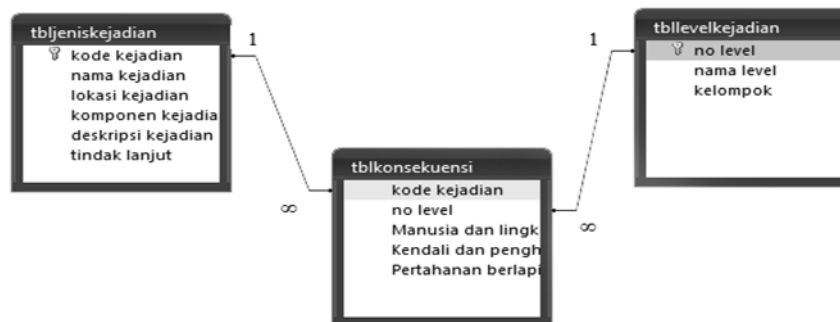 tbljeniskejadian
kode kejadian
nama kejadian
lokasi kejadian
komponen kejadia
deskripsi kejadian
tindak lanjut
1
∞
tblkonsekuensi
kode kejadian
no level
Manusia dan lingk
Kendali dan pengh
Pertahanan berlapi
1
∞
tbllevelkejadian
no level
nama level
kelompok